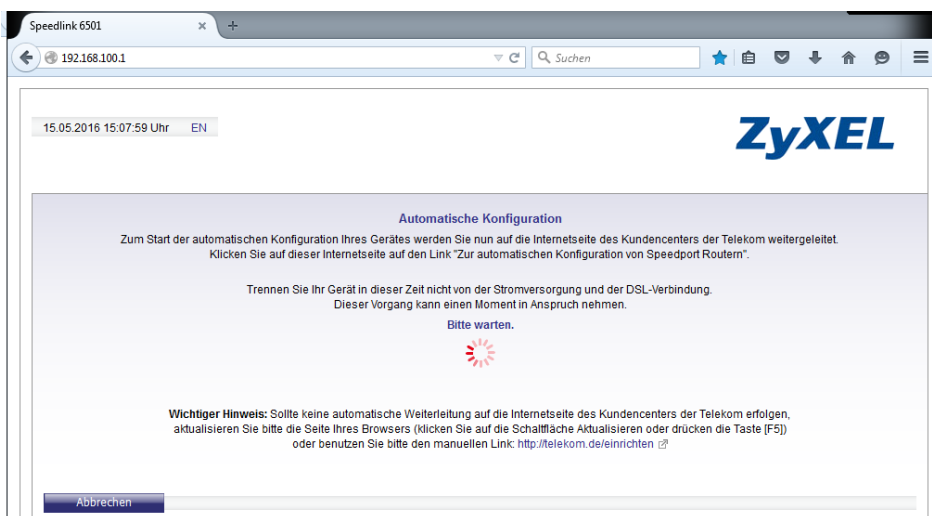 Speedlink 6501
192.168.100.1
Suchen
15.05.2016 15:07:59 Uhr EN
ZyXEL
Automatische Konfiguration
Zum Start der automatischen Konfiguration Ihres Gerätes werden Sie nun auf die Internetseite des Kundencenters der Telekom weitergeleitet.
Klicken Sie auf dieser Internetseite auf den Link "Zur automatischen Konfiguration von Speedport Routern".
Trennen Sie Ihr Gerät in dieser Zeit nicht von der Stromversorgung und der DSL-Verbindung.
Dieser Vorgang kann einen Moment in Anspruch nehmen.
Bitte warten.
Wichtiger Hinweis: Sollte keine automatische Weiterleitung auf die Internetseite des Kundencenters der Telekom erfolgen,
aktualisieren Sie bitte die Seite Ihres Browsers (klicken Sie auf die Schaltfläche Aktualisieren oder drücken die Taste [F5])
oder benutzen Sie bitte den manuellen Link: http://telekom.de/einrichten
Abbrechen